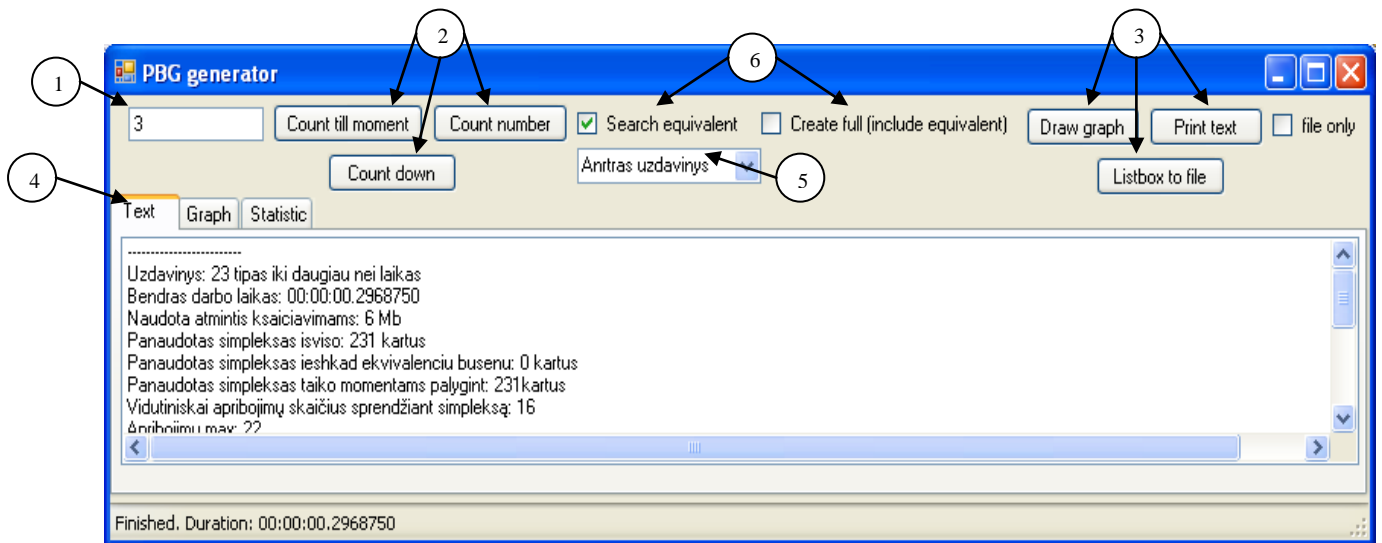 2
3
6
1
PBG generator
3
Count till moment
Count number
Search equivalent
Create full (include equivalent)
Draw graph
Print text
file only
Count down
Anrtras uzdavinys
5
Listbox to file
4
Text
Graph
Statistic
-------------------------
Uzdavinys: 23 tipas iki daugiau nei laikas
Bendras darbo laikas: 00:00:00.2968750
Naudota atmintis ksaiciavimams: 6 Mb
Panaudotas simpleksas isviso: 231 kartus
Panaudotas simpleksas ieshkad ekvivalenciu busenu: 0 kartus
Panaudotas simpleksas taiko momentams palygint: 231kartus
Vidutiniskai apribojimų skaičius sprendžiant simpleksą: 16
Apribojimu max: 22
Finished. Duration: 00:00:00.2968750